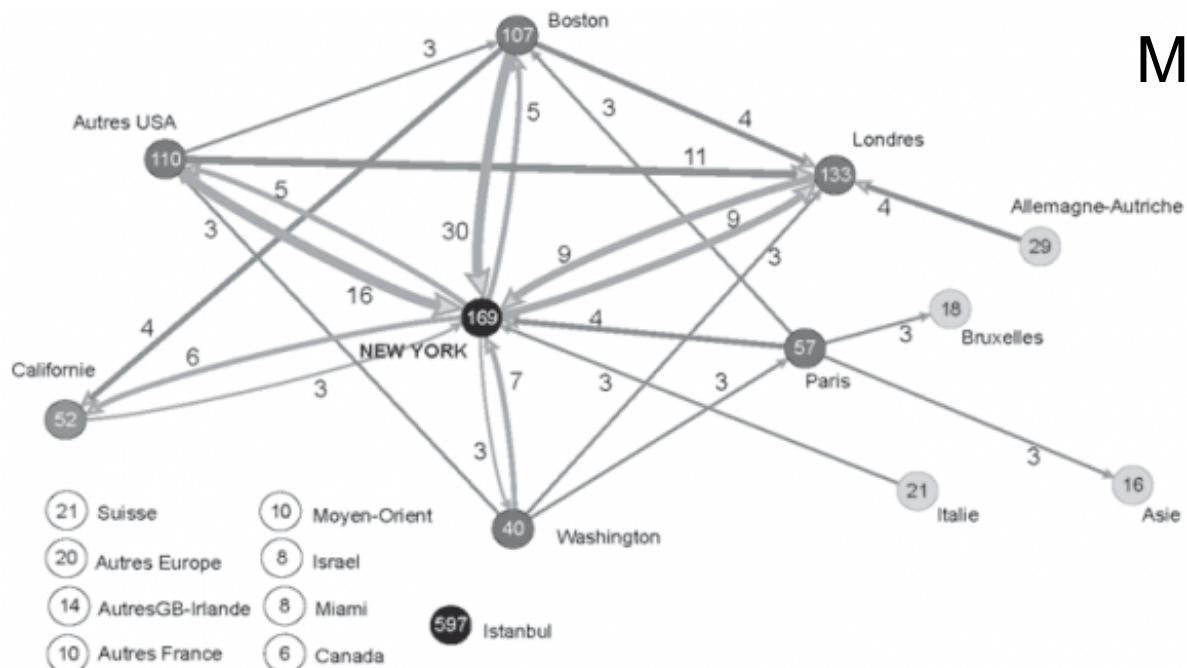 Boston
107
M
3
5
3
4
Autres USA
110
Londres
133
11
5
Allemagne-Autriche
4
29
3
30
9
9
3
16
18
Bruxelles
4
169
4
3
57
NEW YORK
Paris
6
Californie
52
3
7
3
3
3
3
16
Asie
21
Italie
40
Washington
21 Suisse
10 Moyen-Orient
20 Autres Europe
8 Israel
14 AutresGB-Irlande
8 Miami
597 Istanbul
10 Autres France
6 Canada